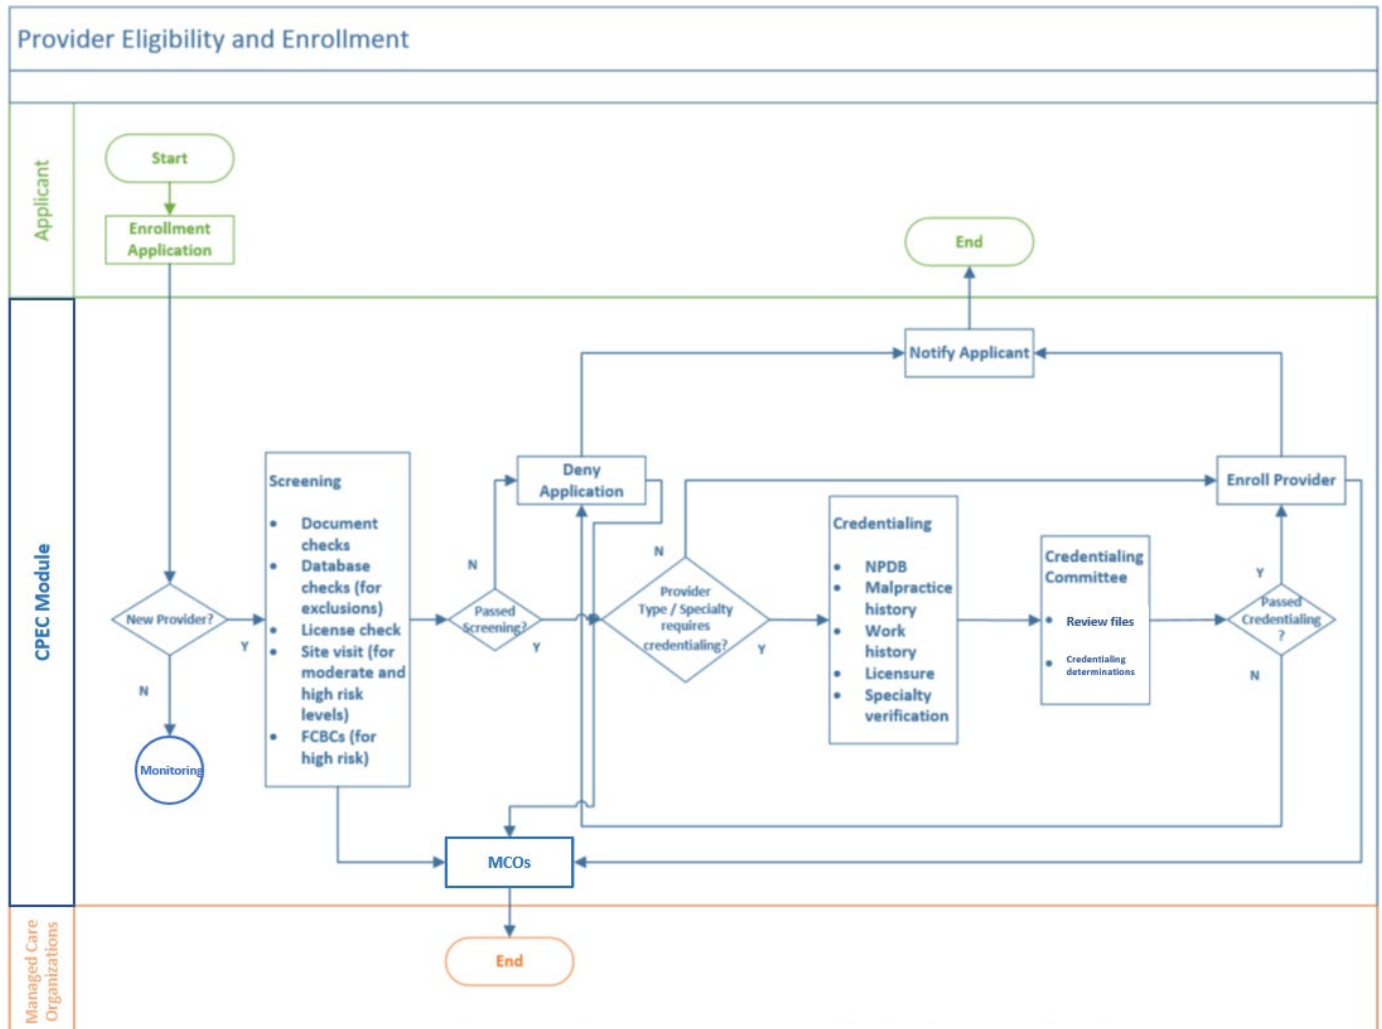 Provider Eligibility and Enrollment
Applicant
Start
Enrollment
Application
End
CPEC Module
Notify Applicant
New Provider?
Y
N
Monitoring
Screening
• Document
checks
• Database
checks (for
exclusions)
• License check
• Site visit (for
moderate and
high risk
levels)
• FCBCs (for
high risk)
Passed
Screening?
N
Y
Deny
Application
Provider
Type / Specialty
requires
credentialing?
N
Y
Credentialing
• NPDB
• Malpractice
history
• Work
history
• Licensure
• Specialty
verification
Credentialing
Committee
• Review files
• Credentialing
determinations
Passed
Credentialing
?
Y
N
Enroll Provider
MCOs
Managed Care
Organizations
End